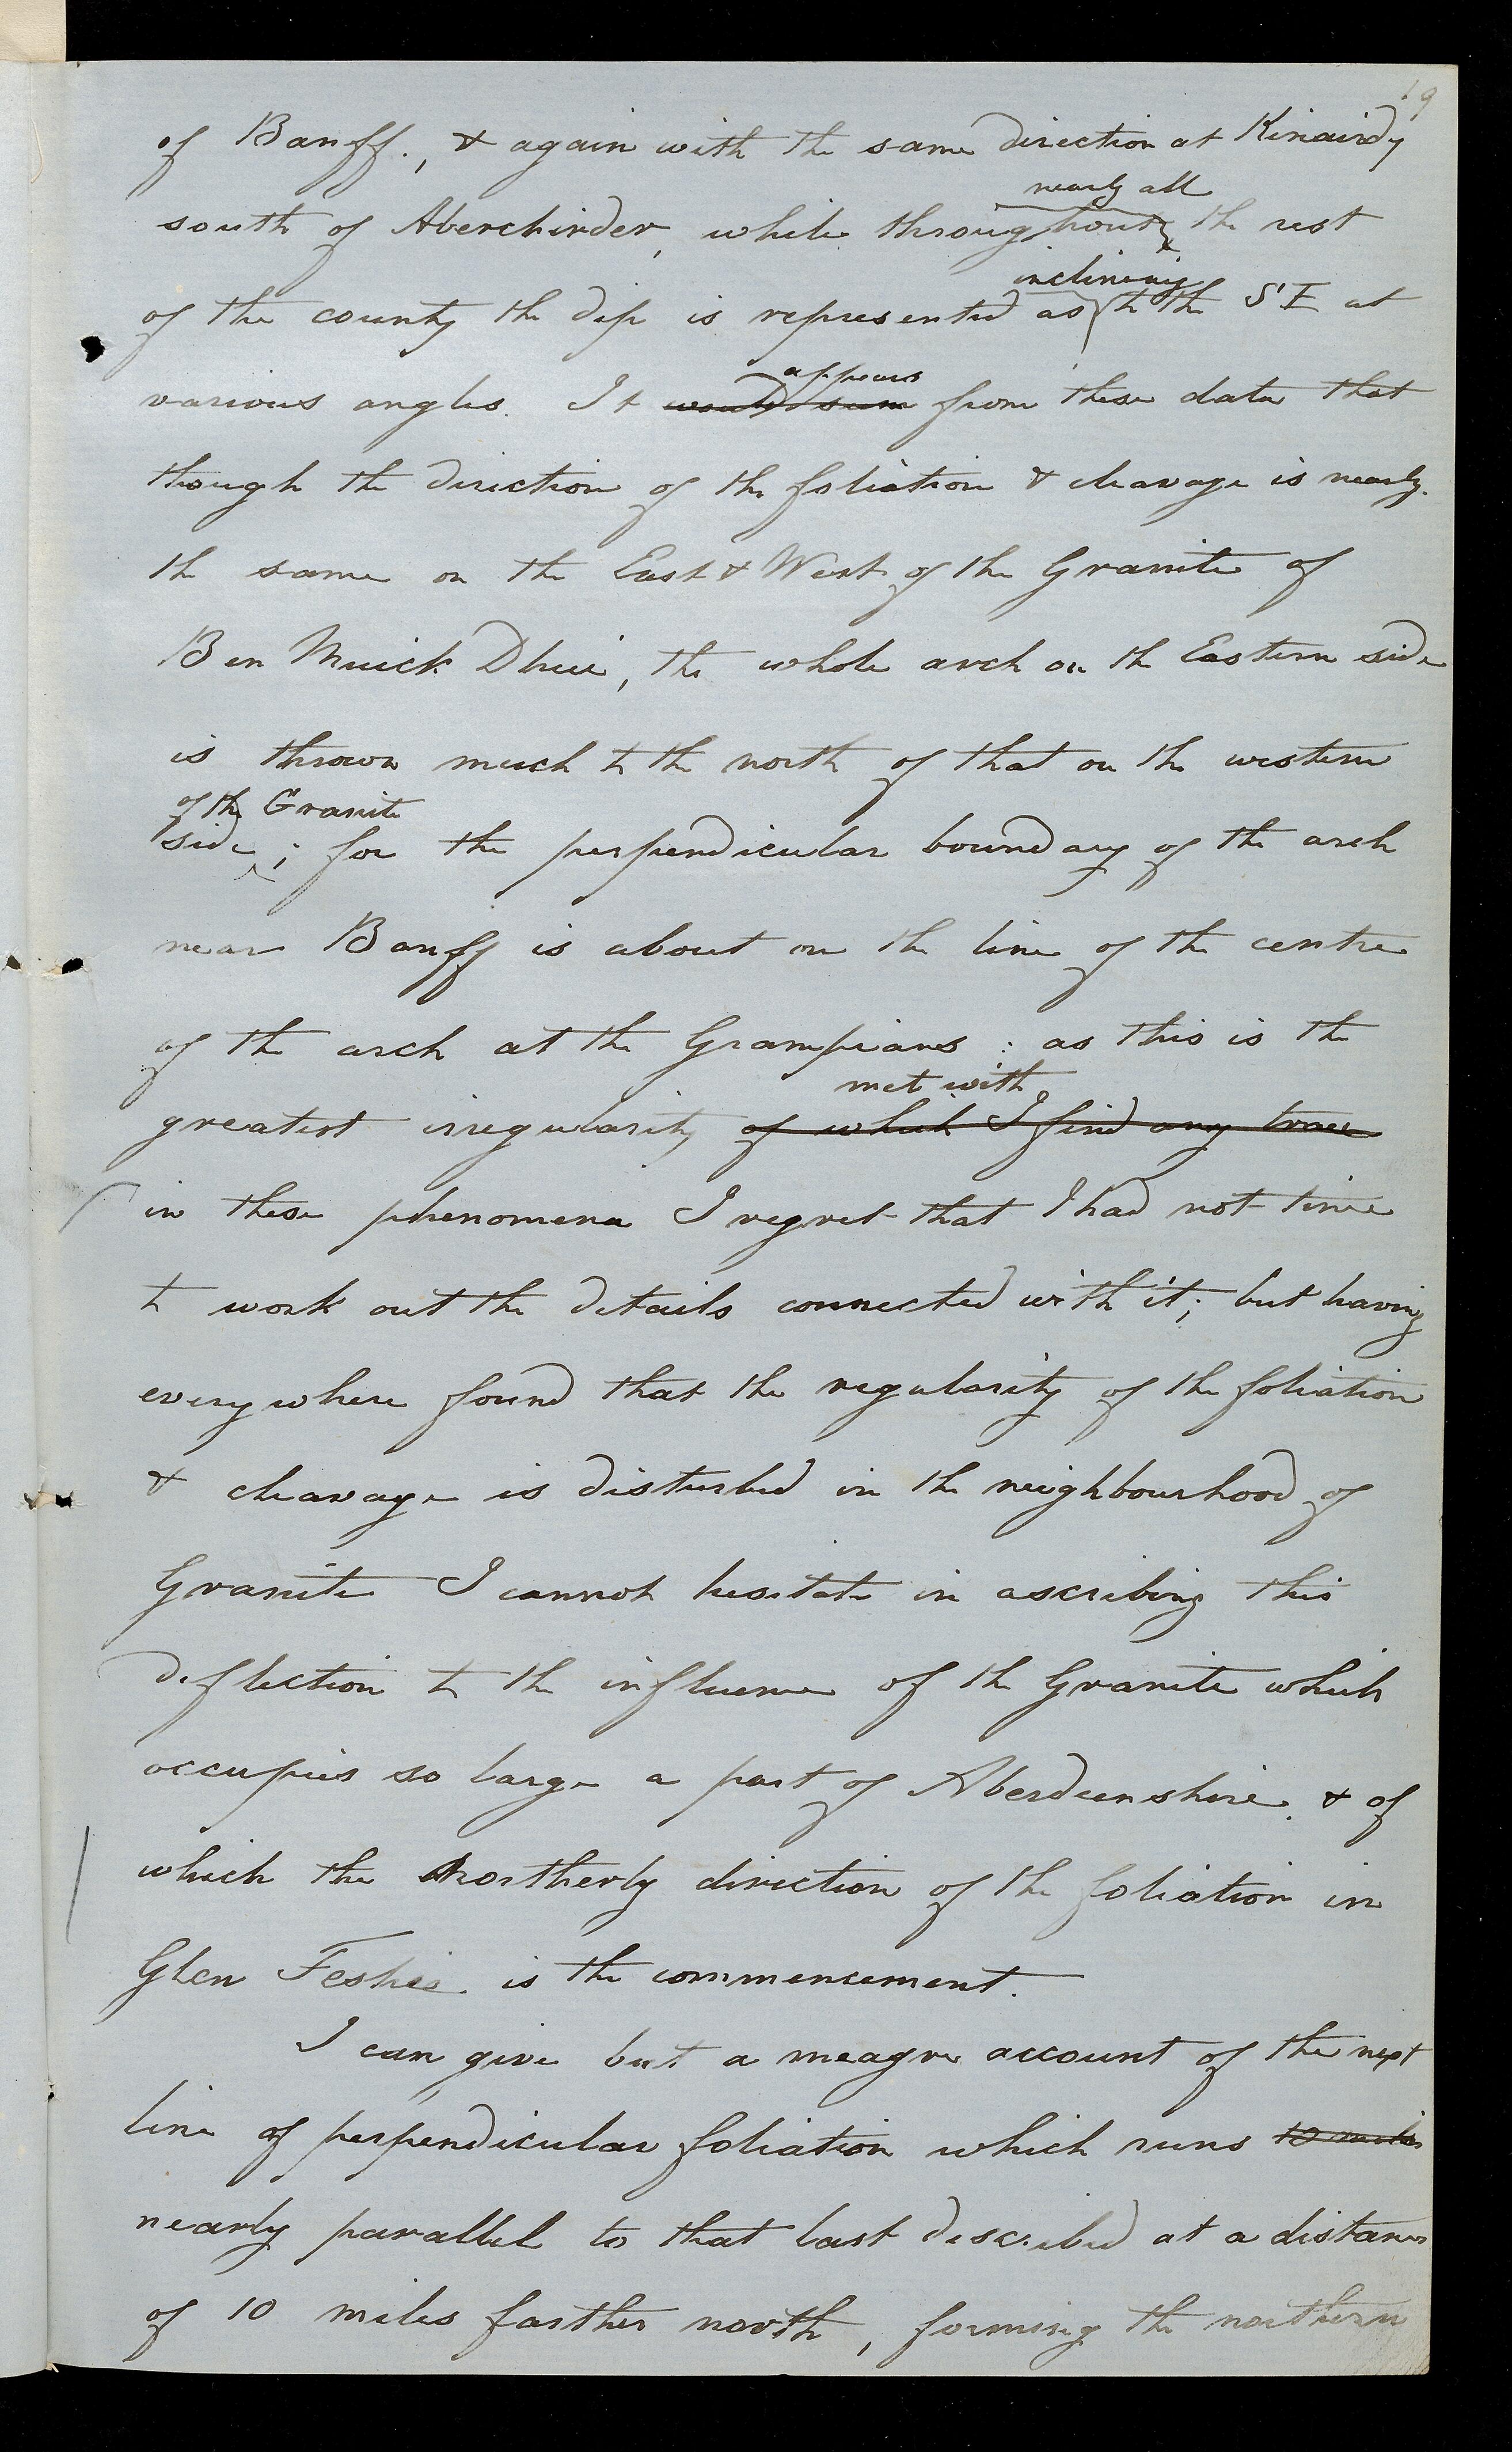 19
of Banff., & again with the same direction at Kinairdy
nearly all
south of Aberchirder, while throughout the rest
inclining
of the county the dip is represented as to the S E at
appears
various angles. It would seem from these data that
though the direction of the foliation & cleavage is nearly
the same on the East & West of the Granite of
Ben Muick Dhui, the whole arch on the Eastern side
is thrown much to the north of that on the western
of the Granite
side; for the perpendicular boundary of the arch
near Banff is about on the line of the centre
of the arch at the Grampians: as this is the
met with
greatest irregularity of which I find any trace
in these phenomena I regret that I had not time
to work out the details connected with it; but having
everywhere found that the regularity of the foliation
& cleavage is disturbed in the neighbourhood of
Granite I cannot hesitate in ascribing this
deflection to the influence of the Granite which
occupies so large a part of Aberdeenshire, & of
which the Northerly direction of the foliation in
Glen Feshie is the commencement.
I can give but a meagre account of the next
line of perpendicular foliation which runs 10 miles
nearly parallel to that last described at a distance
of 10 miles farther north, forming the northern